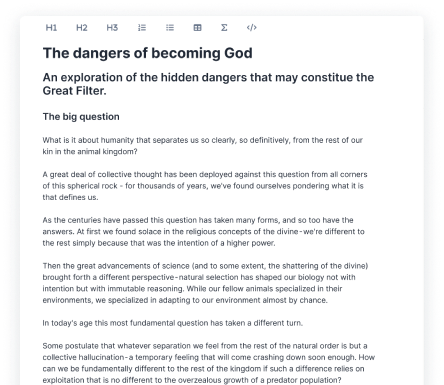 H1 H2 H3 Σ </>
The dangers of becoming God
An exploration of the hidden dangers that may constitute the
Great Filter.
The big question
What is it about humanity that separates us so clearly, so definitively, from the rest of our
kin in the animal kingdom?
A great deal of collective thought has been deployed against this question from all corners
of this spherical rock - for thousands of years, we've found ourselves pondering what it is
that defines us.
As the centuries have passed this question has taken many forms, and so too have the
answers. At first we found solace in the religious concepts of the divine-we're different to
the rest simply because that was the intention of a higher power.
Then the great advancements of science (and to some extent, the shattering of the divine)
brought forth a different perspective-natural selection has shaped our biology not with
intention but with immutable reasoning. While our fellow animals specialized in their
environments, we specialized in adapting to our environment almost by chance.
In today's age this most fundamental question has taken a different turn.
Some postulate that whatever separation we feel from the rest of the natural order is but a
collective hallucination-a temporary feeling that will come crashing down soon enough. How
can we be fundamentally different to the rest of the kingdom if such a difference relies on
exploitation that is no different to the overzealous growth of a predator population?